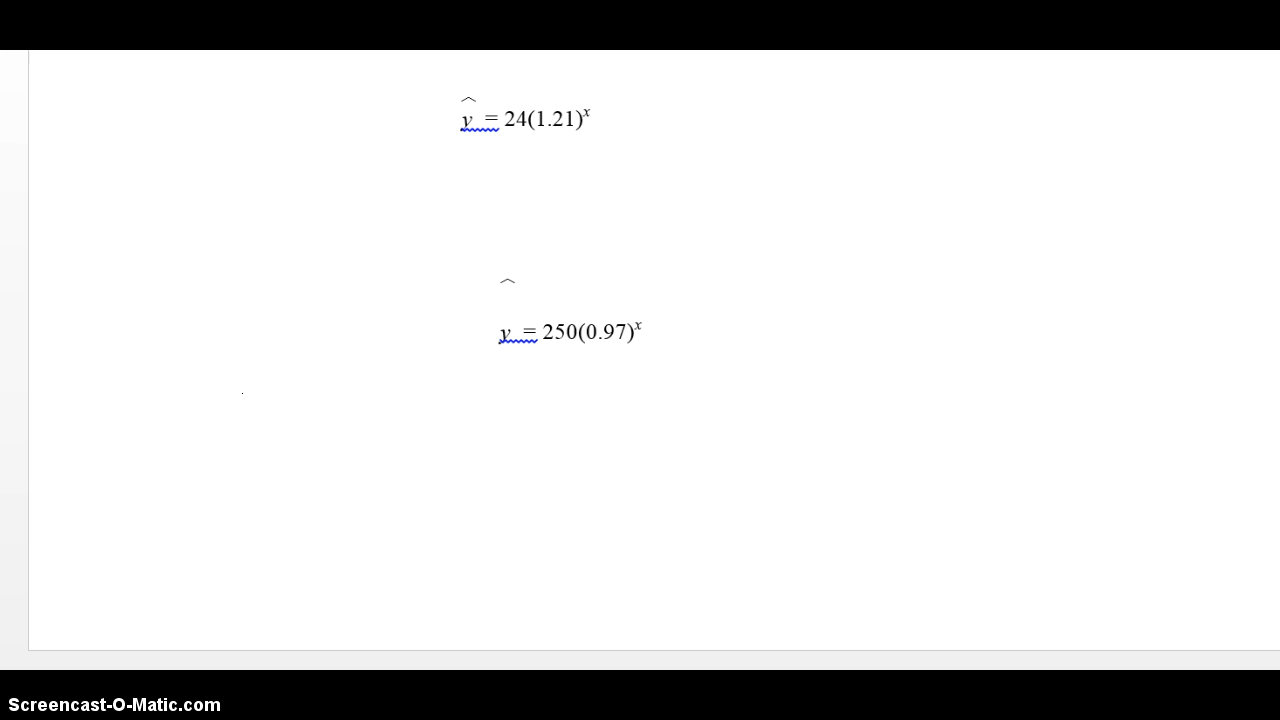 ŷ = 24(1.21)ˣ
ŷ = 250(0.97)ˣ
Screencast-O-Matic.com